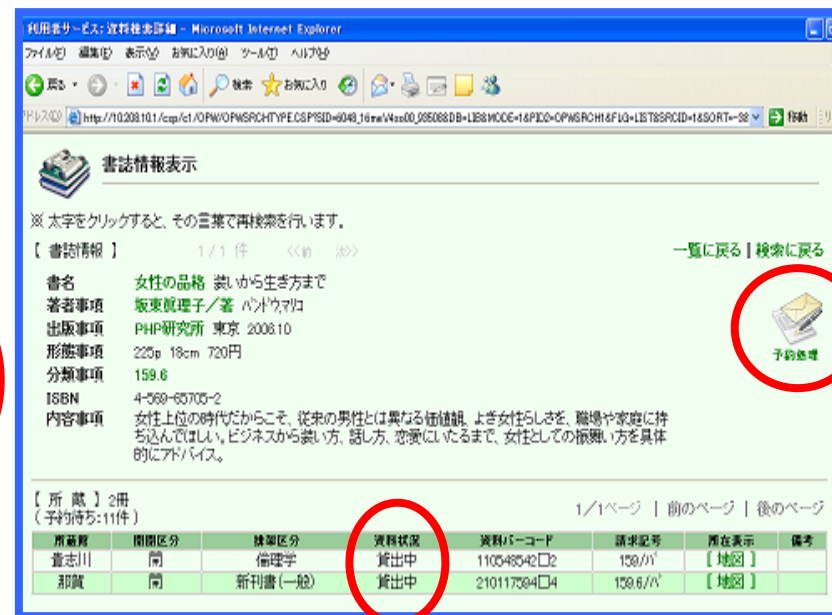 利用者サービス:資料検索詳細 - Microsoft Internet Explorer
ファイル(F) 編集(E) 表示(V) お気に入り(A) ツール(T) ヘルプ(H)
戻る 検索 お気に入り
移動
書誌情報表示
※ 太字をクリックすると、その言葉で再検索を行います。
【 書誌情報 】 1/1 件 <<前 次>> 一覧に戻る | 検索に戻る
書名 女性の品格 装いから生き方まで
著者事項 坂東眞理子/著 バンドウ,マリコ
出版事項 PHP研究所 東京 2006.10
予約処理
形態事項 225p 18cm 720円
分類事項 159.6
ISBN 4-569-65705-2
内容事項 女性上位の時代だからこそ、従来の男性とは異なる価値観、よき女性らしさを、職場や家庭に持
ち込んでほしい。ビジネスから装い方、話し方、恋愛にいたるまで、女性としての振舞い方を具体
的にアドバイス。
【 所 蔵 】 2冊
(予約待ち:11件) 1/1ページ | 前のページ | 後のページ
所蔵館 開閉区分 排架区分 資料状況 資料バーコード 請求記号 所在表示 備考
貴志川 開 倫理学 貸出中 110548542□2 159/バ [ 地図 ]
那賀 開 新刊書(一般) 貸出中 210117594□4 159.6/バ [ 地図 ]